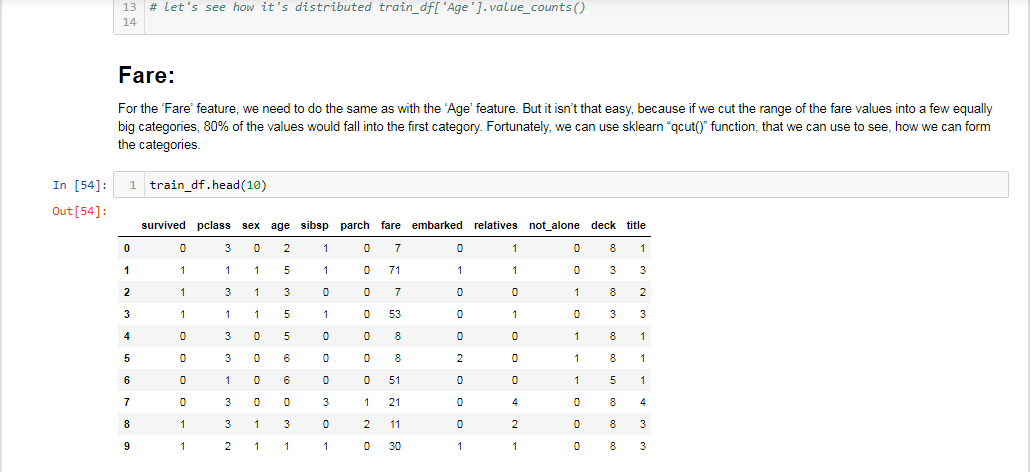 13 # let's see how it's distributed train_df['Age'].value_counts()
14
Fare:
For the 'Fare' feature, we need to do the same as with the 'Age' feature. But it isn't that easy, because if we cut the range of the fare values into a few equally
big categories, 80% of the values would fall into the first category. Fortunately, we can use sklearn “qcut()” function, that we can use to see, how we can form
the categories.
In [54]: 1 train_df.head(10)
Out[54]:
survived pclass sex age sibsp parch fare embarked relatives not_alone deck title
0 0 3 0 2 1 0 7 0 1 0 8 1
1 1 1 1 5 1 0 71 1 1 0 3 3
2 1 3 1 3 0 0 7 0 0 1 8 2
3 1 1 1 5 1 0 53 0 1 0 3 3
4 0 3 0 5 0 0 8 0 0 1 8 1
5 0 3 0 6 0 0 8 2 0 1 8 1
6 0 1 0 6 0 0 51 0 0 1 5 1
7 0 3 0 0 3 1 21 0 4 0 8 4
8 1 3 1 3 0 2 11 0 2 0 8 3
9 1 2 1 1 1 0 30 1 1 0 8 3